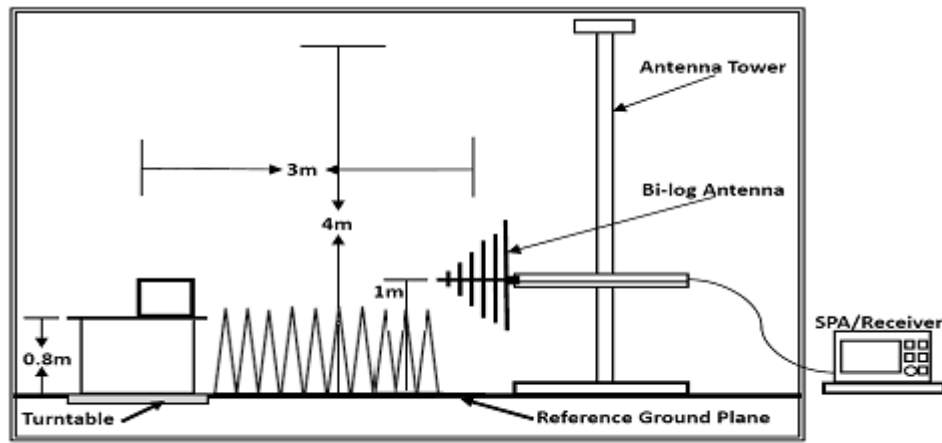 Antenna Tower
3m
Bi-log Antenna
4m
1m
SPA/Receiver
0.8m
Turntable
Reference Ground Plane